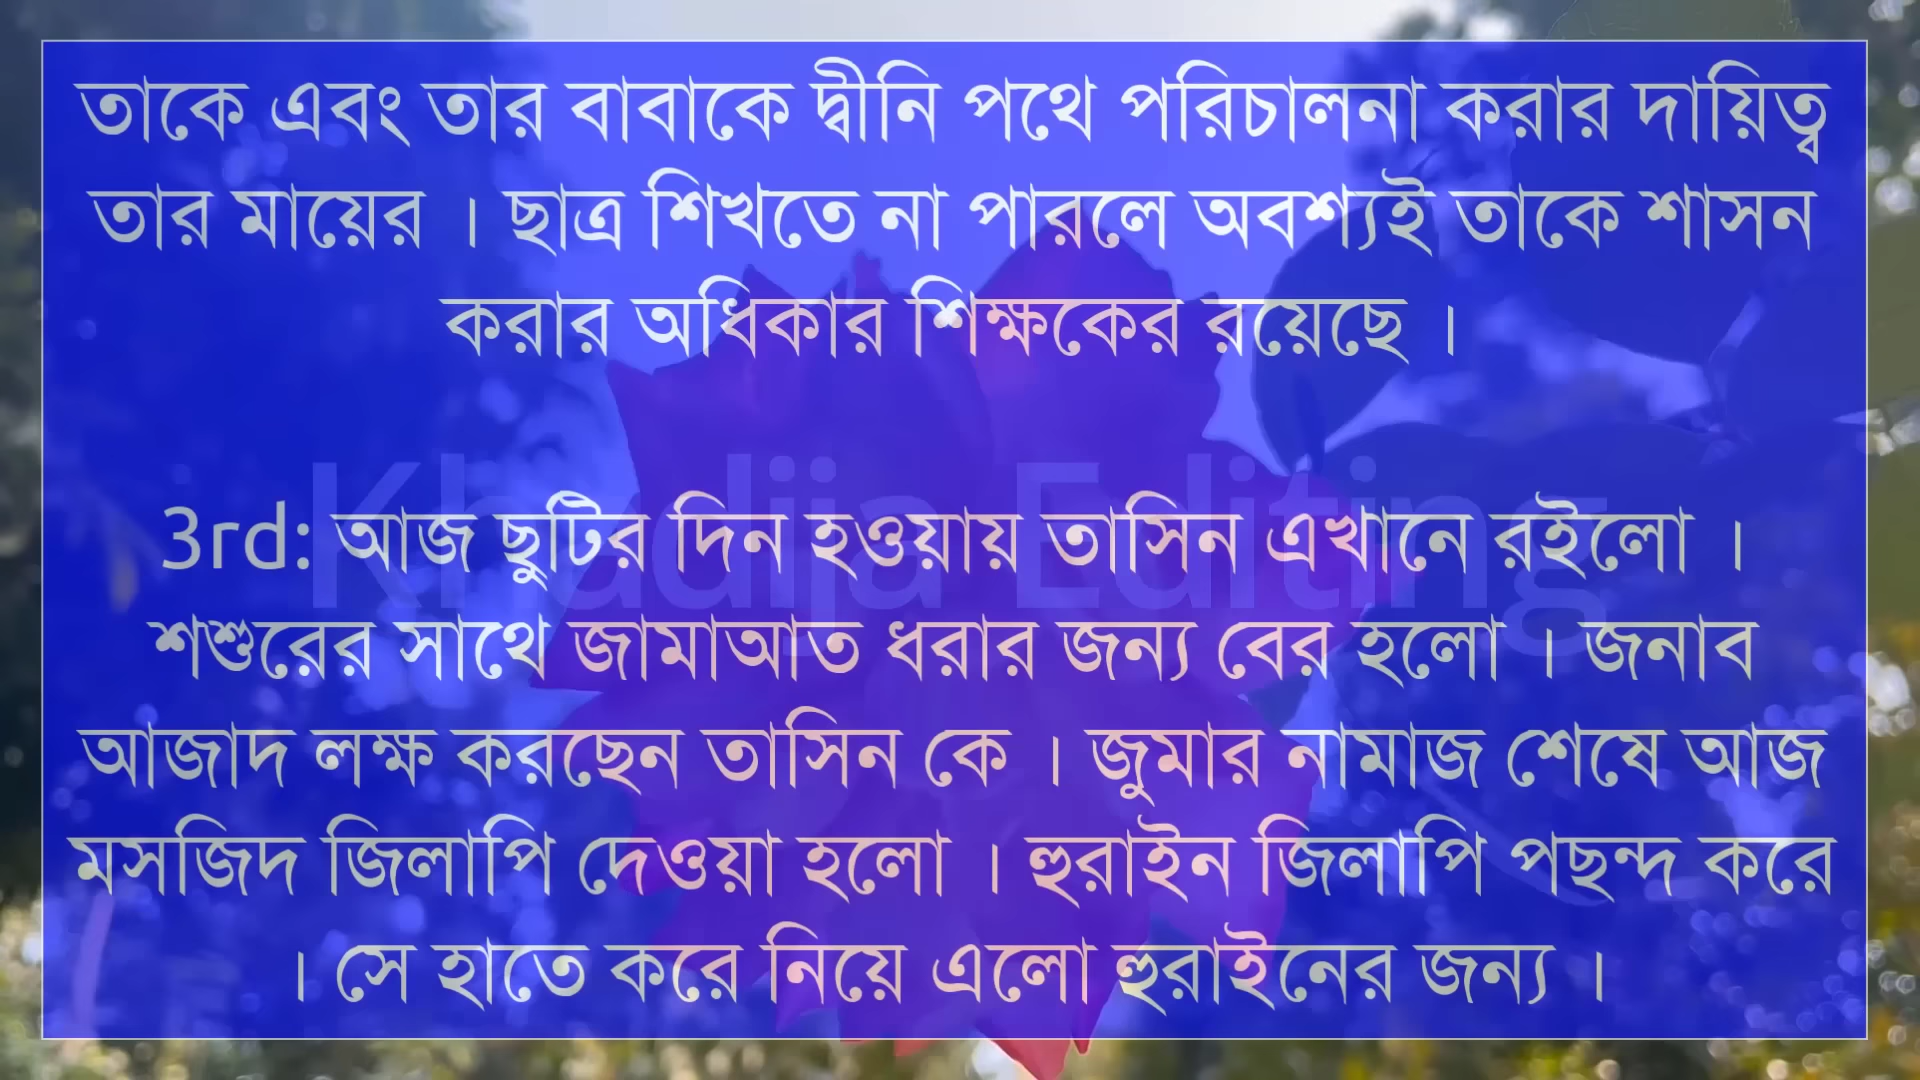 তাকে এবং তার বাবাকে দ্বীনি পথে পরিচালনা করার দায়িত্ব
তার মায়ের । ছাত্র শিখতে না পারলে অবশ্যই তাকে শাসন
করার অধিকার শিক্ষকের রয়েছে ।
3rd: আজ ছুটির দিন হওয়ায় তাসিন এখানে রইলো ।
শশুরের সাথে জামাআত ধরার জন্য বের হলো । জনাব
আজাদ লক্ষ করছেন তাসিন কে । জুমার নামাজ শেষে আজ
মসজিদ জিলাপি দেওয়া হলো । হুরাইন জিলাপি পছন্দ করে
। সে হাতে করে নিয়ে এলো হুরাইনের জন্য ।
Khadija Editing